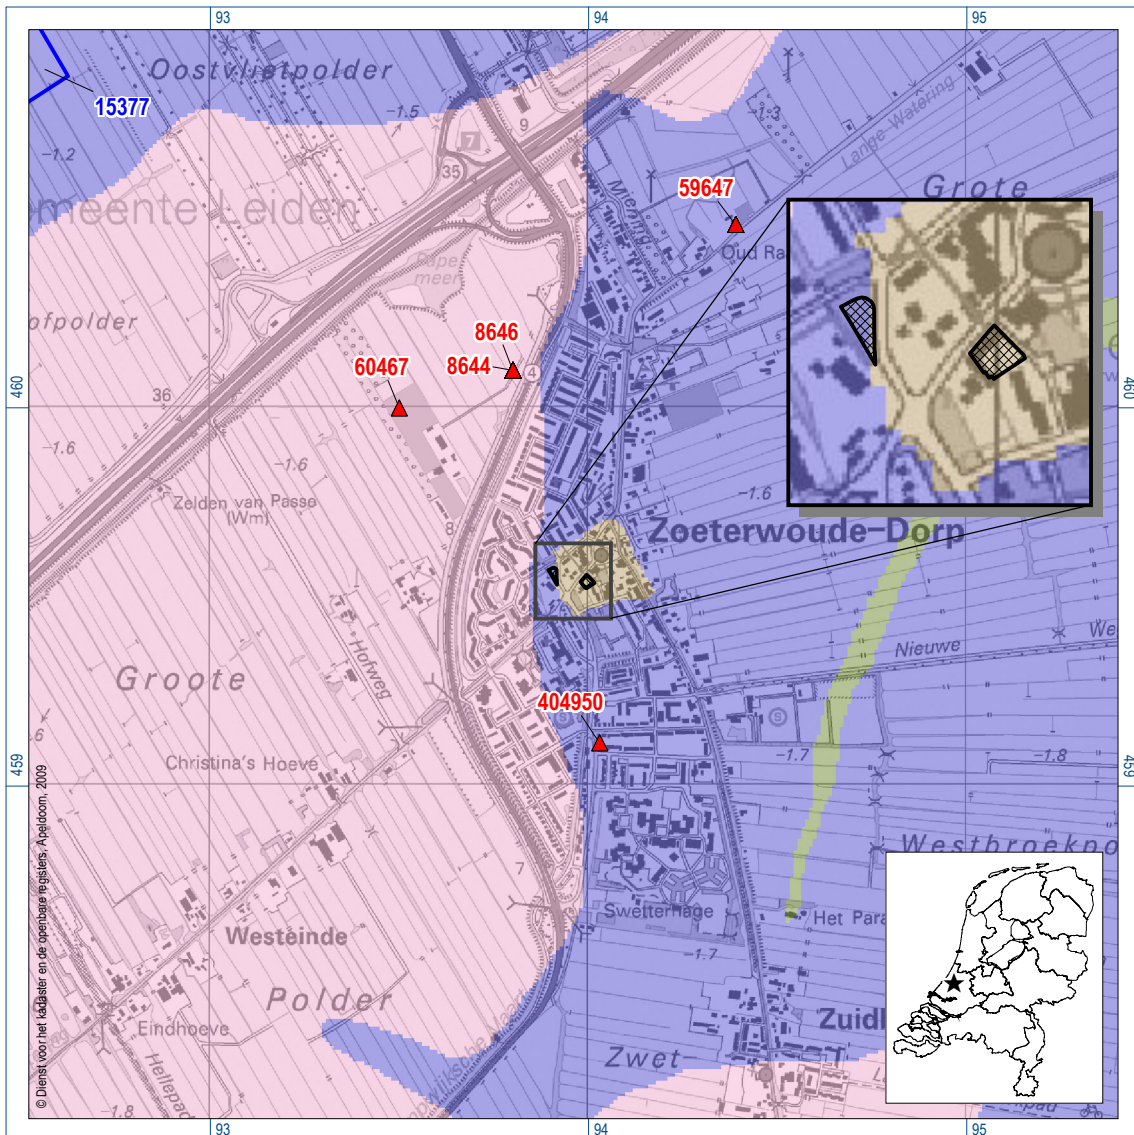 93
94
95
Oostvlietpolder
15377
-1.5
-1.2
9
7
35
-1.3
Lange Watering
Grote
59647
Oud Ra
meente Leiden
Papemeer
ofpolder
8646
8644
4
60467
36
460
460
-1.6
-1.6
-1.6
Zelden van Passe
(Wm)
8
Zoeterwoude-Dorp
Hofweg
Nieuwe
We
Groote
404950
S
S
-1.7
-1.8
Christina's Hoeve
459
459
Westbroekpo
7
Swetterhage
Het Para
Westeinde
-1.7
Polder
Zuidl
Eindhoeve
Zwet
Hellepad
-1.8
pad
© Dienst voor het kadaster en de openbare registers, Apeldoorn, 2009
93
94
95